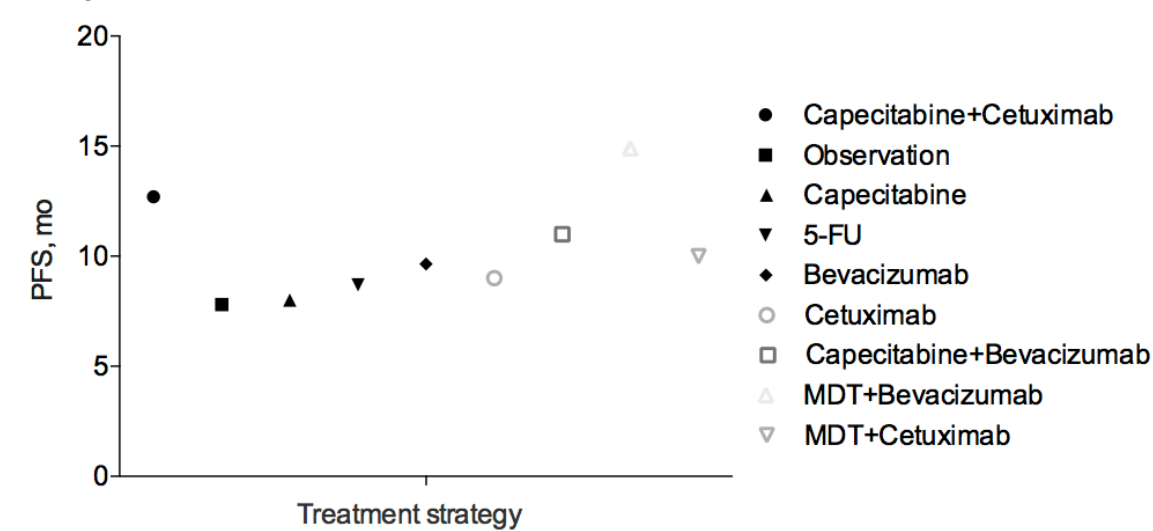 20
15
10
5
0
PFS, mo
Treatment strategy
Capecitabine+Cetuximab
Observation
Capecitabine
5-FU
Bevacizumab
Cetuximab
Capecitabine+Bevacizumab
MDT+Bevacizumab
MDT+Cetuximab